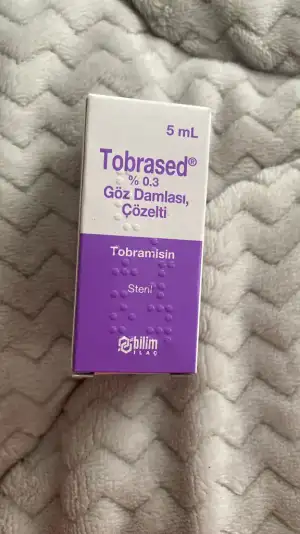 5 mL
Tobrased®
% 0.3
Göz Damlası,
Çözelti
Tobramisin
Steril
bilim
İLAÇ